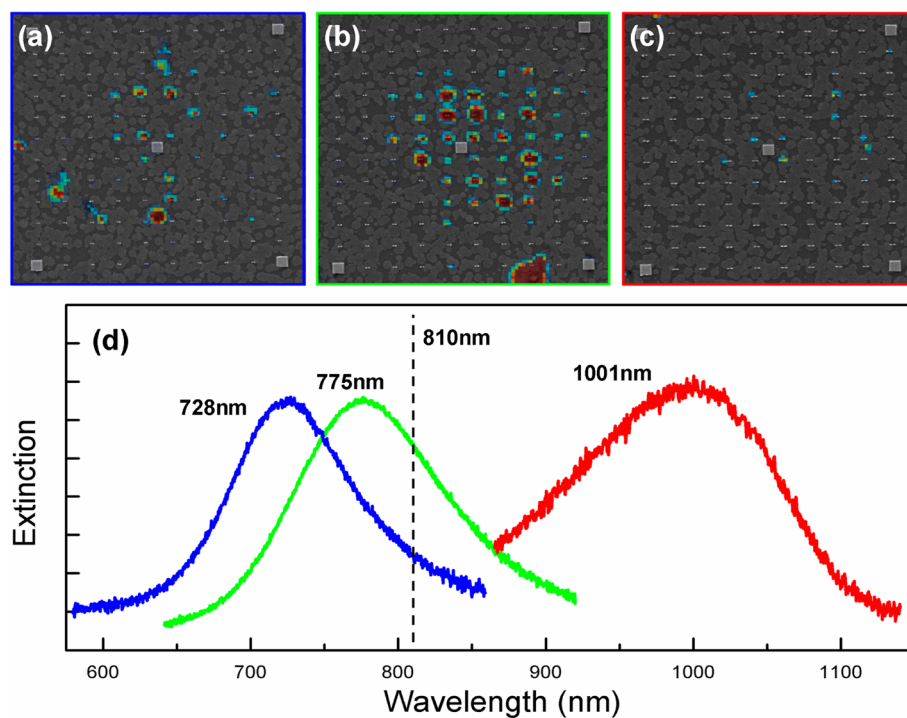 (a) (b) (c)
(d)
810nm
775nm
1001nm
728nm
Extinction
600 700 800 900 1000 1100
Wavelength (nm)